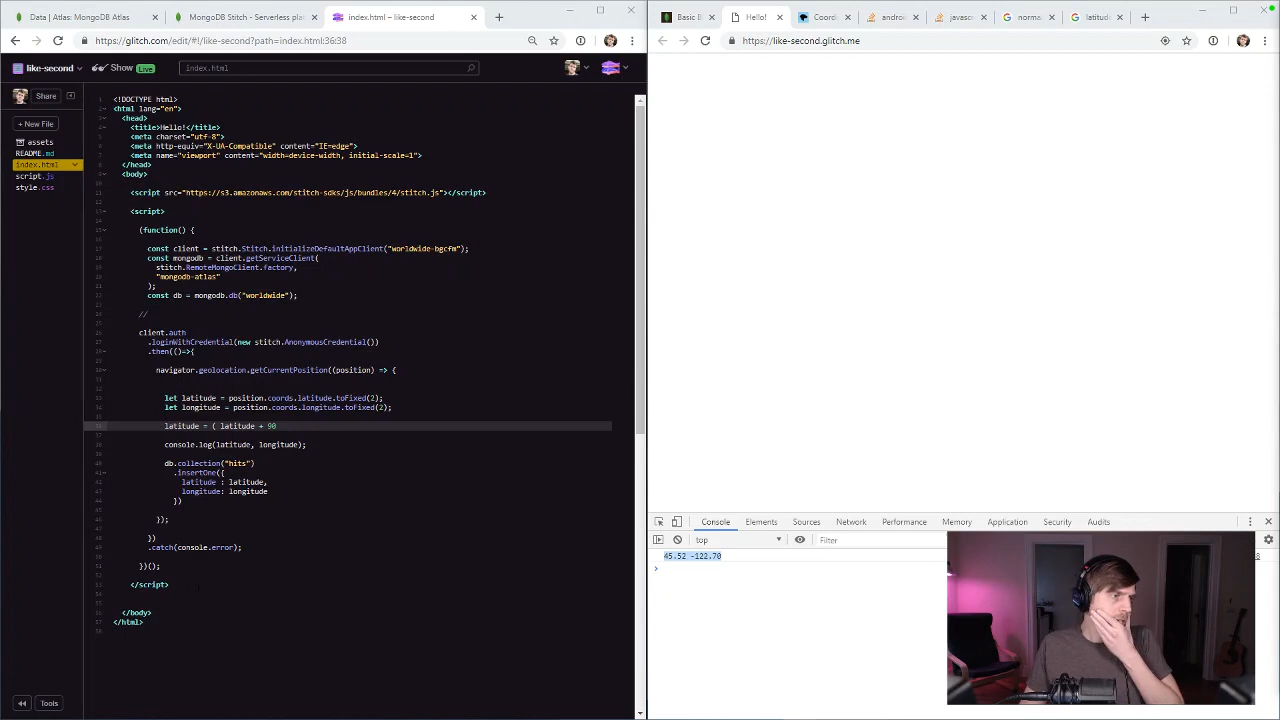 Data | Atlas: MongoDB Atlas
MongoDB Stitch - Serverless pla
index.html – like-second
https://glitch.com/edit/#!/like-second?path=index.html:36:38
like-second
Show
Live
index.html
Share
+ New File
assets
README.md
index.html
script.js
style.css
<!DOCTYPE html>
<html lang="en">
<head>
<title>Hello!</title>
<meta charset="utf-8">
<meta http-equiv="X-UA-Compatible" content="IE=edge">
<meta name="viewport" content="width=device-width, initial-scale=1">
</head>
<body>
<script src="https://s3.amazonaws.com/stitch-sdks/js/bundles/4/stitch.js"></script>
<script>
(function() {
const client = stitch.Stitch.initializeDefaultAppClient("worldwide-bgcfm");
const mongodb = client.getServiceClient(
stitch.RemoteMongoClient.factory,
"mongodb-atlas"
);
const db = mongodb.db("worldwide");
//
client.auth
.loginWithCredential(new stitch.AnonymousCredential())
.then(()=>{
navigator.geolocation.getCurrentPosition((position) => {
let latitude = position.coords.latitude.toFixed(2);
let longitude = position.coords.longitude.toFixed(2);
latitude = ( latitude + 90
console.log(latitude, longitude);
db.collection("hits")
.insertOne({
latitude : latitude,
longitude: longitude
})
});
})
.catch(console.error);
})();
</script>
</body>
</html>
Tools
Basic B
Hello!
Coordi
android
javasc
norma
latitud
https://like-second.glitch.me
Console
Elements
Sources
Network
Performance
Memory
Application
Security
Audits
top
Filter
45.52 -122.70